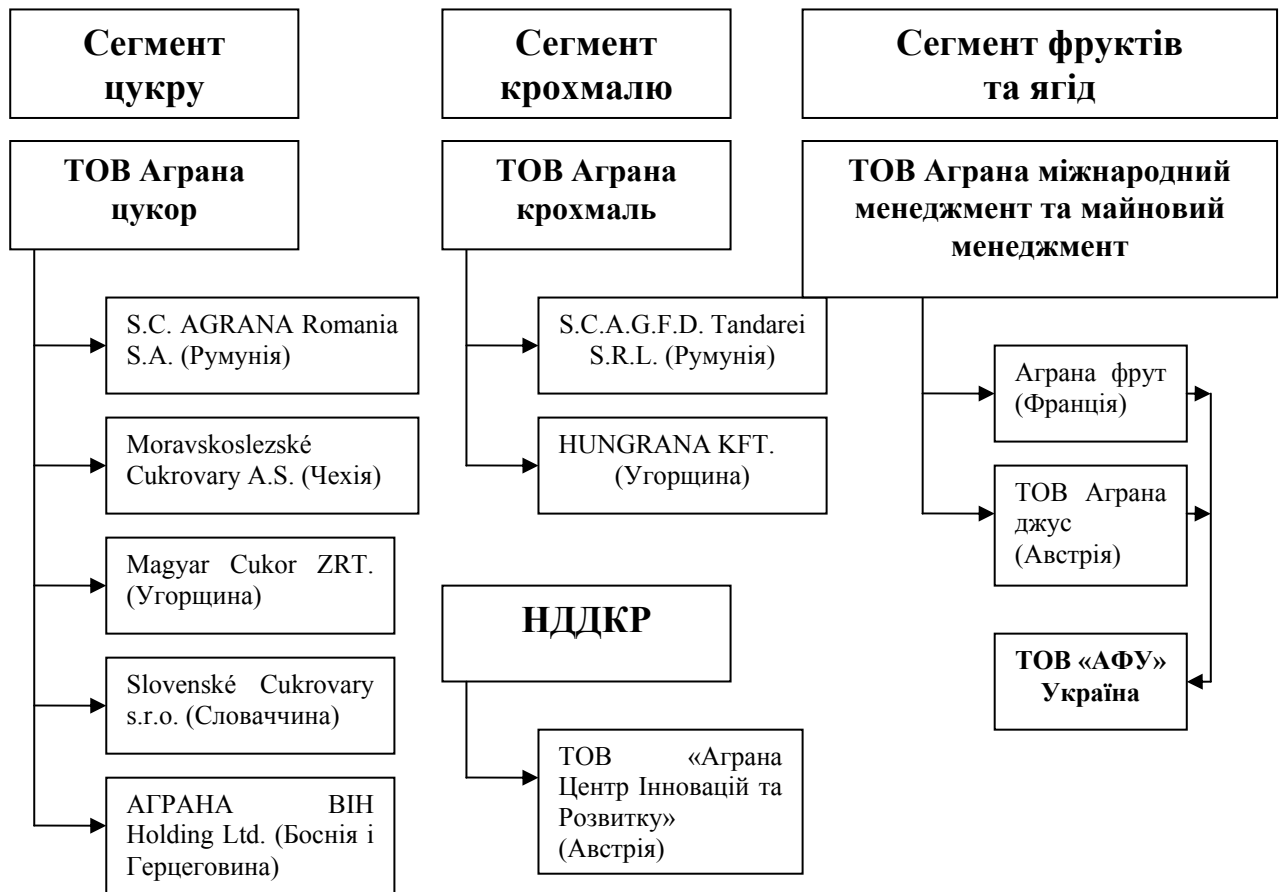 Сегмент
цукру
ТОВ Аграна
цукор
S.C. AGRANA Romania
S.A. (Румунія)
Moravskoslezské
Cukrovary A.S. (Чехія)
Magyar Cukor ZRT.
(Угорщина)
Slovenské Cukrovary
s.r.o. (Словаччина)
АГРАНА ВІН
Holding Ltd. (Боснія і
Герцеговина)
Сегмент
крохмалю
ТОВ Аграна
крохмаль
S.C.A.G.F.D. Tandarei
S.R.L. (Румунія)
HUNGRANA KFT.
(Угорщина)
НДДКР
ТОВ «Аграна
Центр Інновацій та
Розвитку»
(Австрія)
Сегмент фруктів
та ягід
ТОВ Аграна міжнародний
менеджмент та майновий
менеджмент
Аграна фрут
(Франція)
ТОВ Аграна
джус
(Австрія)
ТОВ «АФУ»
Україна